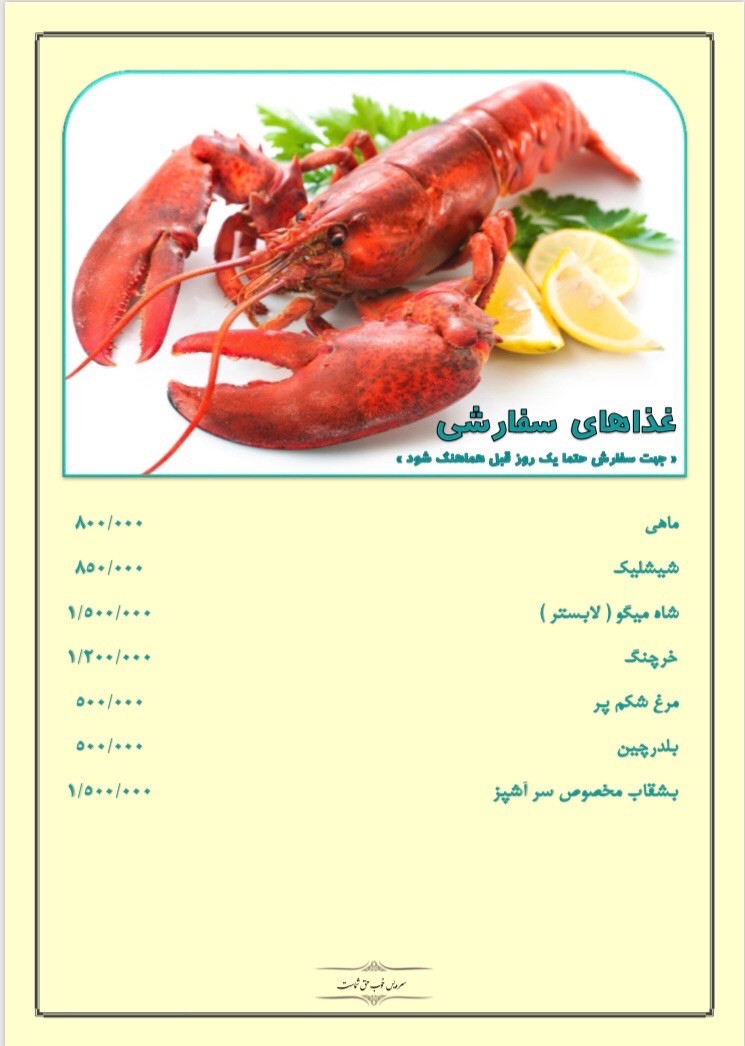 غذاهای سفارشی
« جهت سفارش حتما یک روز قبل هماهنگ شود »
ماهی ۸۰۰/۰۰۰
شیشلیک ۸۵۰/۰۰۰
شاه میگو ( لابستر ) ۱/۵۰۰/۰۰۰
خرچنگ ۱/۲۰۰/۰۰۰
مرغ شکم پر ۵۰۰/۰۰۰
بلدرچین ۵۰۰/۰۰۰
بشقاب مخصوص سر آشپز ۱/۵۰۰/۰۰۰
سرویس خوب حق شماست